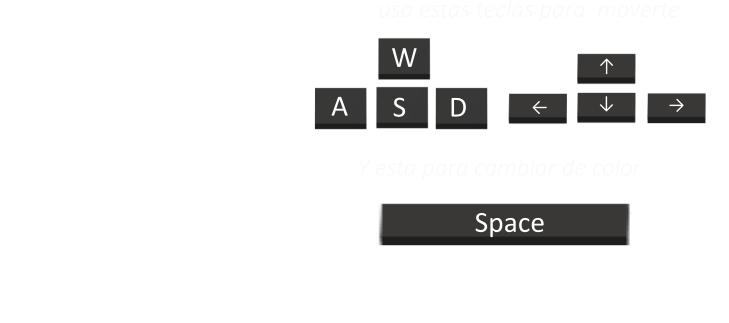 usa estas teclas para moverte
W ↑
A S D ← ↓ →
Y esta para cambiar de color
Space